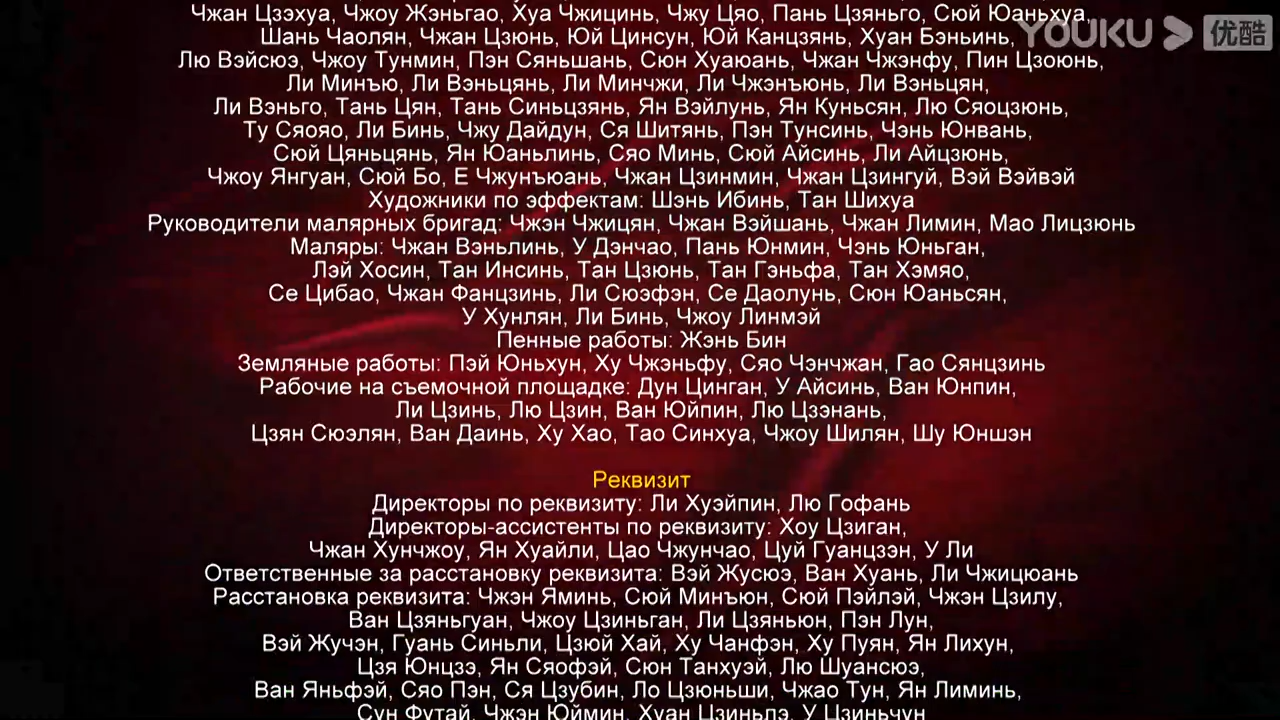 Чжан Цзэхуа, Чжоу Жэньгао, Хуа Чжицинь, Чжу Цяо, Пань Цзяньго, Сюй Юаньхуа,
YOUKU 优酷
Шань Чаолян, Чжан Цзюнь, Юй Цинсун, Юй Канцзянь, Хуан Бэньинь,
Лю Вэйсюэ, Чжоу Тунмин, Пэн Сяньшань, Сюн Хуаюань, Чжан Чжэнфу, Пин Цзоюнь,
Ли Минъю, Ли Вэньцянь, Ли Минчжи, Ли Чжэнъюнь, Ли Вэньцян,
Ли Вэньго, Тань Цян, Тань Синьцзянь, Ян Вэйлунь, Ян Куньсян, Лю Сяоцзюнь,
Ту Сяояо, Ли Бинь, Чжу Дайдун, Ся Шитянь, Пэн Тунсинь, Чэнь Юнвань,
Сюй Цяньцянь, Ян Юаньлинь, Сяо Минь, Сюй Айсинь, Ли Айцзюнь,
Чжоу Янгуан, Сюй Бо, Е Чжунъюань, Чжан Цзинмин, Чжан Цзингуй, Вэй Вэйвэй
Художники по эффектам: Шэнь Ибинь, Тан Шихуа
Руководители малярных бригад: Чжэн Чжицян, Чжан Вэйшань, Чжан Лимин, Мао Лицзюнь
Маляры: Чжан Вэньлинь, У Дэнчао, Пань Юнмин, Чэнь Юньган,
Лэй Хосин, Тан Инсинь, Тан Цзюнь, Тан Гэньфа, Тан Хэмяо,
Се Цибао, Чжан Фанцзинь, Ли Сюэфэн, Се Даолунь, Сюн Юаньсян,
У Хунлян, Ли Бинь, Чжоу Линмэй
Пенные работы: Жэнь Бин
Земляные работы: Пэй Юньхун, Ху Чжэньфу, Сяо Чэнчжан, Гао Сянцзинь
Рабочие на съемочной площадке: Дун Цинган, У Айсинь, Ван Юнпин,
Ли Цзинь, Лю Цзин, Ван Юйпин, Лю Цзэнань,
Цзян Сюэлян, Ван Даинь, Ху Хао, Тао Синхуа, Чжоу Шилян, Шу Юншэн
Реквизит
Директоры по реквизиту: Ли Хуэйпин, Лю Гофань
Директоры-ассистенты по реквизиту: Хоу Цзиган,
Чжан Хунчжоу, Ян Хуайли, Цао Чжунчао, Цуй Гуанцзэн, У Ли
Ответственные за расстановку реквизита: Вэй Жусюэ, Ван Хуань, Ли Чжицюань
Расстановка реквизита: Чжэн Яминь, Сюй Минъюн, Сюй Пэйлэй, Чжэн Цзилу,
Ван Цзяньгуан, Чжоу Цзиньган, Ли Цзяньюн, Пэн Лун,
Вэй Жучэн, Гуань Синьли, Цзюй Хай, Ху Чанфэн, Ху Пуян, Ян Лихун,
Цзя Юнцзэ, Ян Сяофэй, Сюн Танхуэй, Лю Шуансюэ,
Ван Яньфэй, Сяо Пэн, Ся Цзубин, Ло Цзюньши, Чжао Тун, Ян Лиминь,
Сун Футай, Чжэн Юймин, Хуан Цзиньлэ, У Цзиньчун